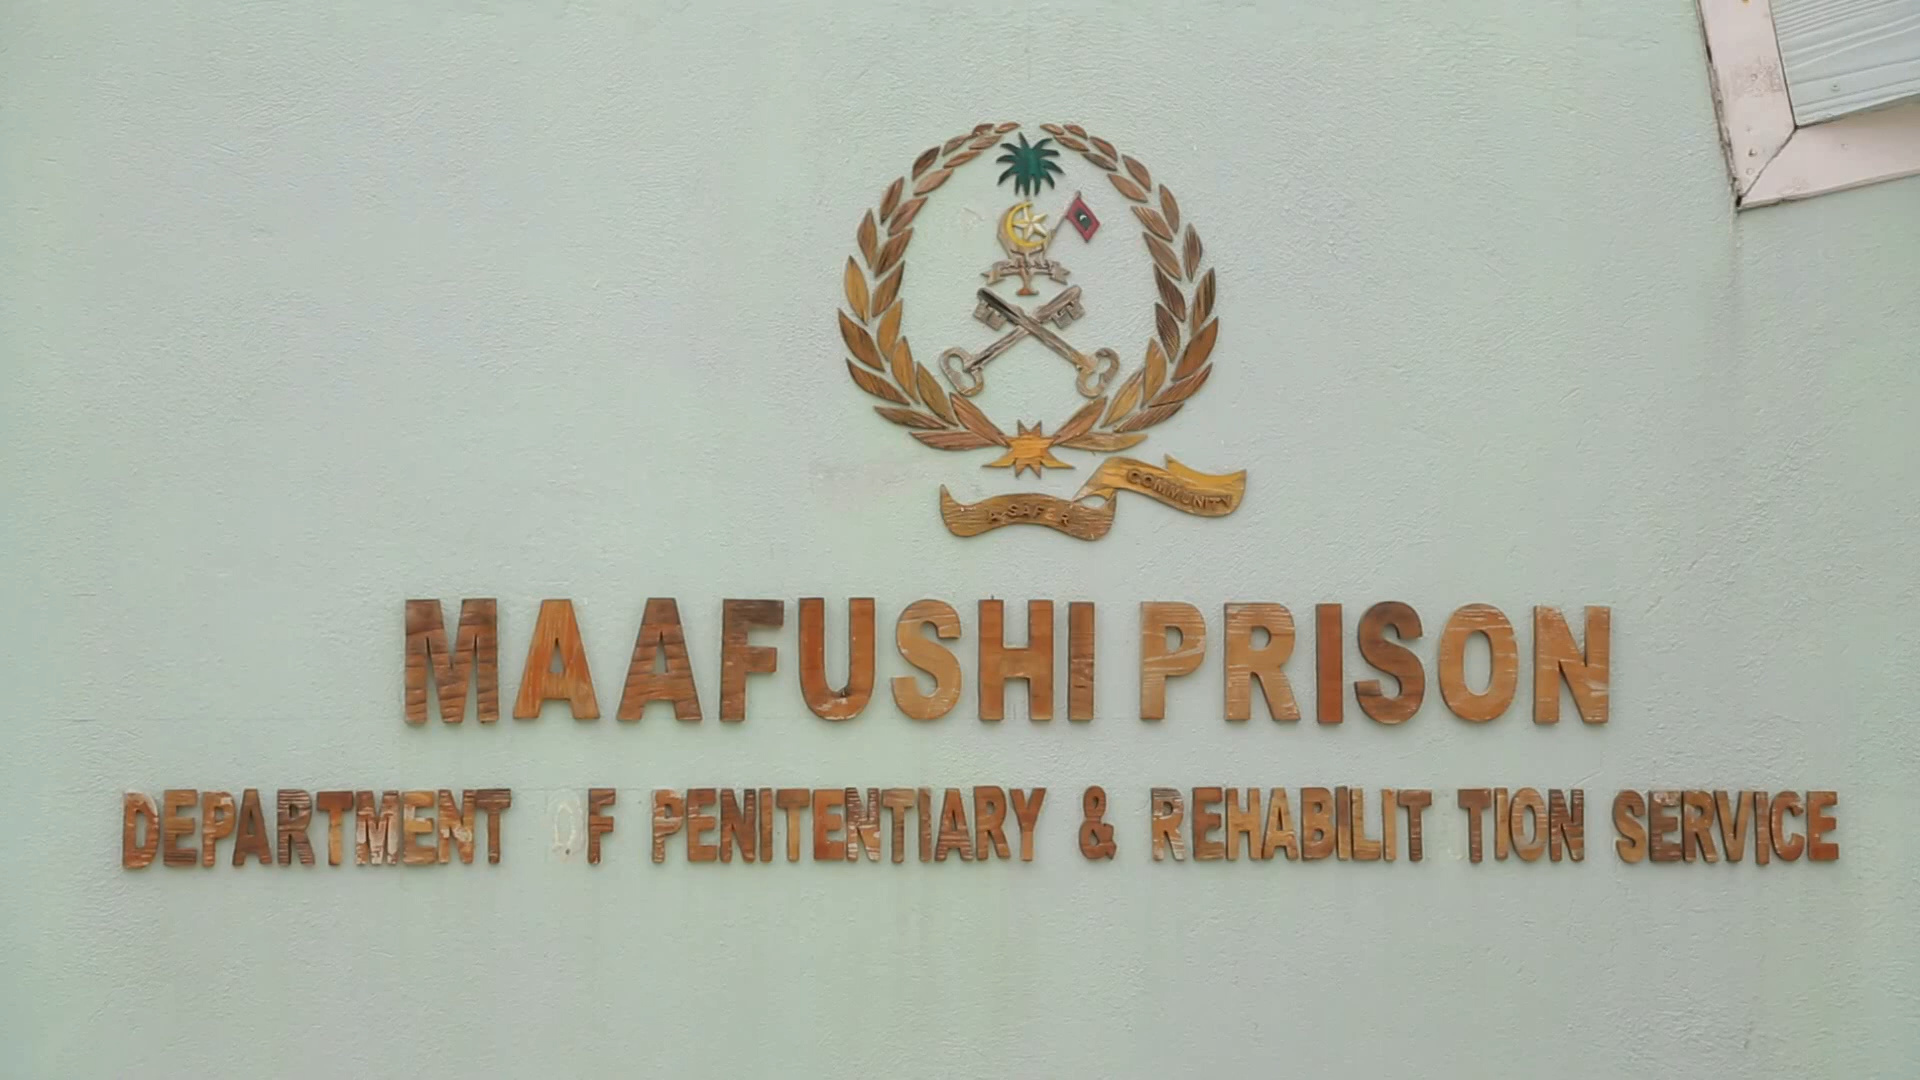 A SAFER COMMUNITY
MAAFUSHI PRISON
DEPARTMENT F PENITENTIARY & REHABILIT TION SERVICE